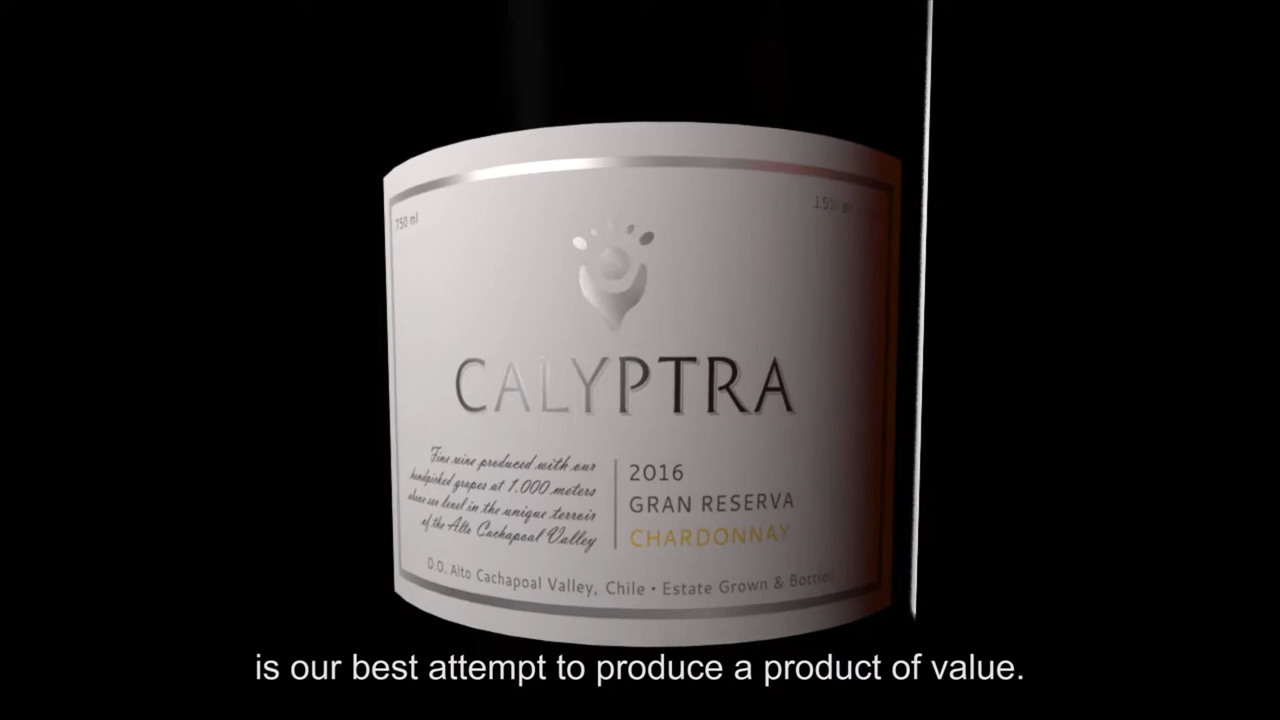 750 ml
CALYPTRA
Fine wine produced with our
handpicked grapes at 1.000 meters
above sea level in the unique terroir
of the Alto Cachapoal Valley
2016
GRAN RESERVA
CHARDONNAY
D.O. Alto Cachapoal Valley, Chile • Estate Grown & Bottled
is our best attempt to produce a product of value.